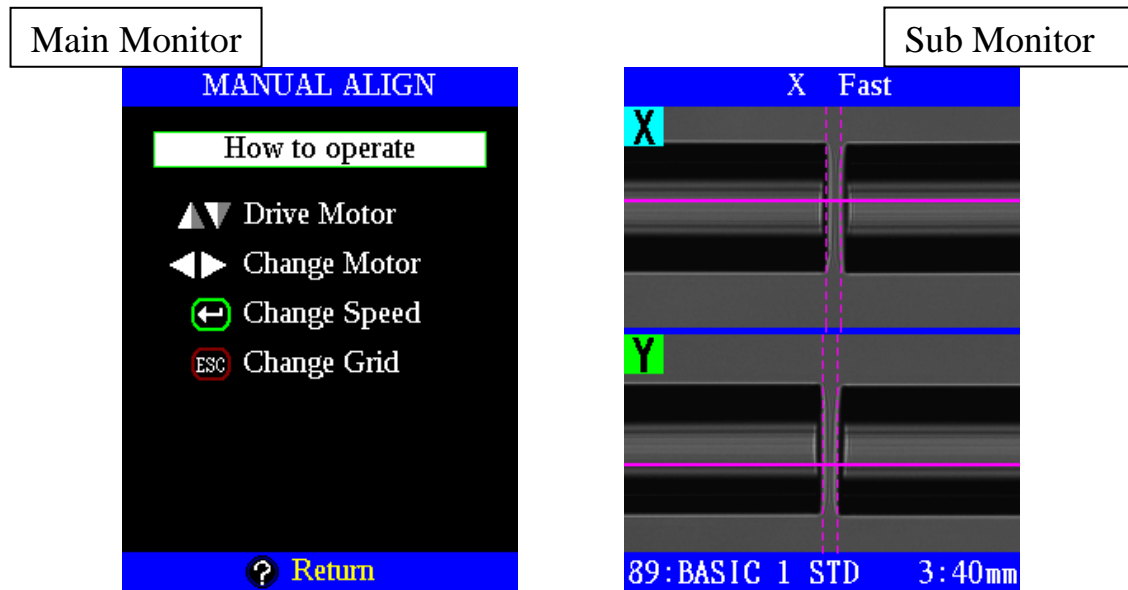 Main Monitor
MANUAL ALIGN
How to operate
Drive Motor
Change Motor
Change Speed
ESC Change Grid
? Return
Sub Monitor
X Fast
X
Y
89:BASIC 1 STD 3:40mm